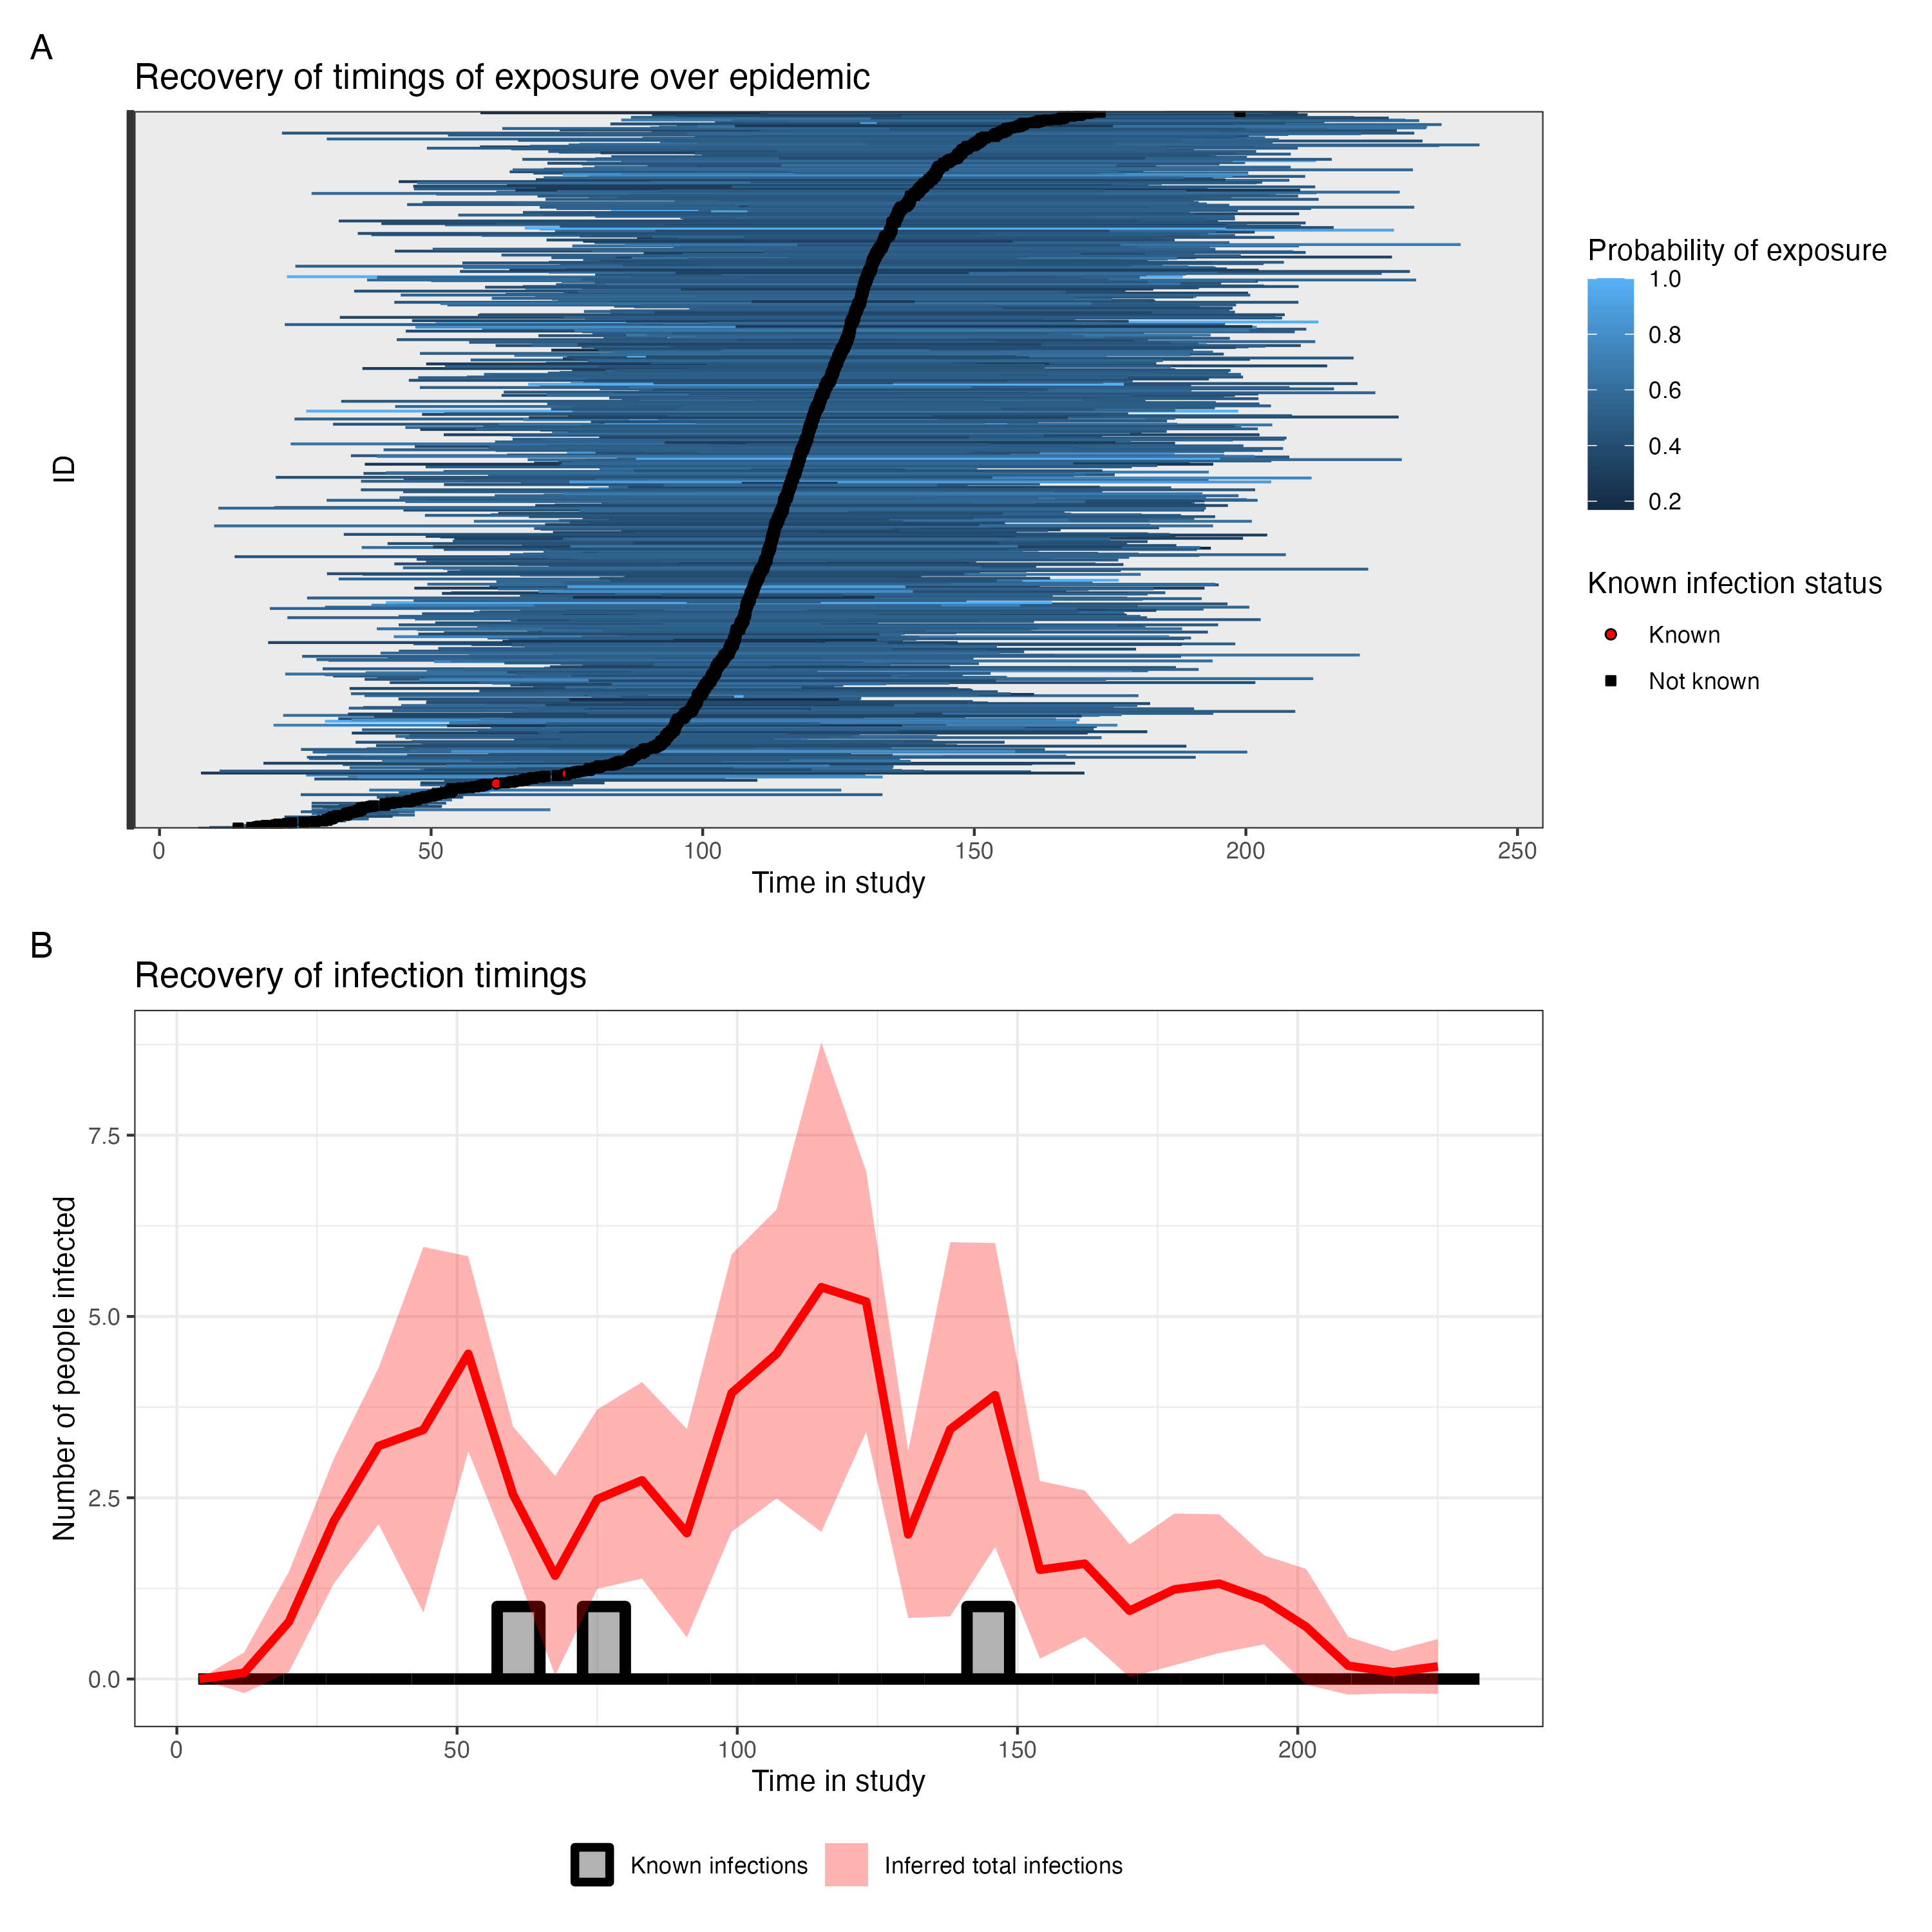 A
Recovery of timings of exposure over epidemic
ID
0 50 100 150 200 250
Time in study
Probability of exposure
1.0
0.8
0.6
0.4
0.2
Known infection status
Known
Not known
B
Recovery of infection timings
Number of people infected
7.5
5.0
2.5
0.0
0 50 100 150 200
Time in study
Known infections Inferred total infections